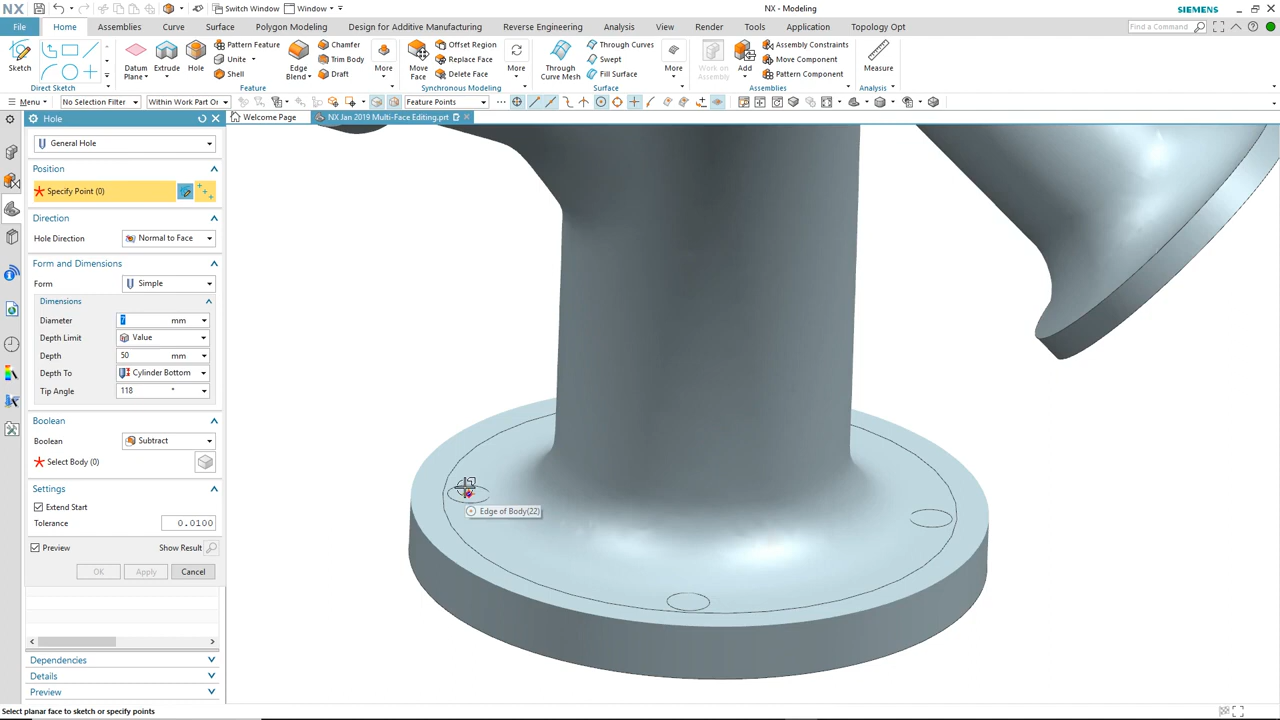 NX
Switch Window
Window
NX - Modeling
SIEMENS
File
Home
Assemblies
Curve
Surface
Polygon Modeling
Design for Additive Manufacturing
Reverse Engineering
Analysis
View
Render
Tools
Application
Topology Opt
Find a Command
Sketch
Direct Sketch
Datum Plane
Extrude
Hole
Pattern Feature
Unite
Shell
Edge Blend
Chamfer
Trim Body
Draft
More
Feature
Move Face
Offset Region
Replace Face
Delete Face
More
Synchronous Modeling
Through Curve Mesh
Through Curves
Swept
Fill Surface
More
Surface
Work on Assembly
Add
Assembly Constraints
Move Component
Pattern Component
Assemblies
Measure
Analysis
Menu
No Selection Filter
Within Work Part Or
Feature Points
Hole
Welcome Page
NX Jan 2019 Multi-Face Editing.prt
General Hole
Position
Specify Point (0)
Direction
Hole Direction
Normal to Face
Form and Dimensions
Form
Simple
Dimensions
Diameter
7
mm
Depth Limit
Value
Depth
50
mm
Depth To
Cylinder Bottom
Tip Angle
118
°
Boolean
Boolean
Subtract
Select Body (0)
Settings
Extend Start
Tolerance
0.0100
Preview
Show Result
OK
Apply
Cancel
Dependencies
Details
Preview
Edge of Body(22)
Select planar face to sketch or specify points